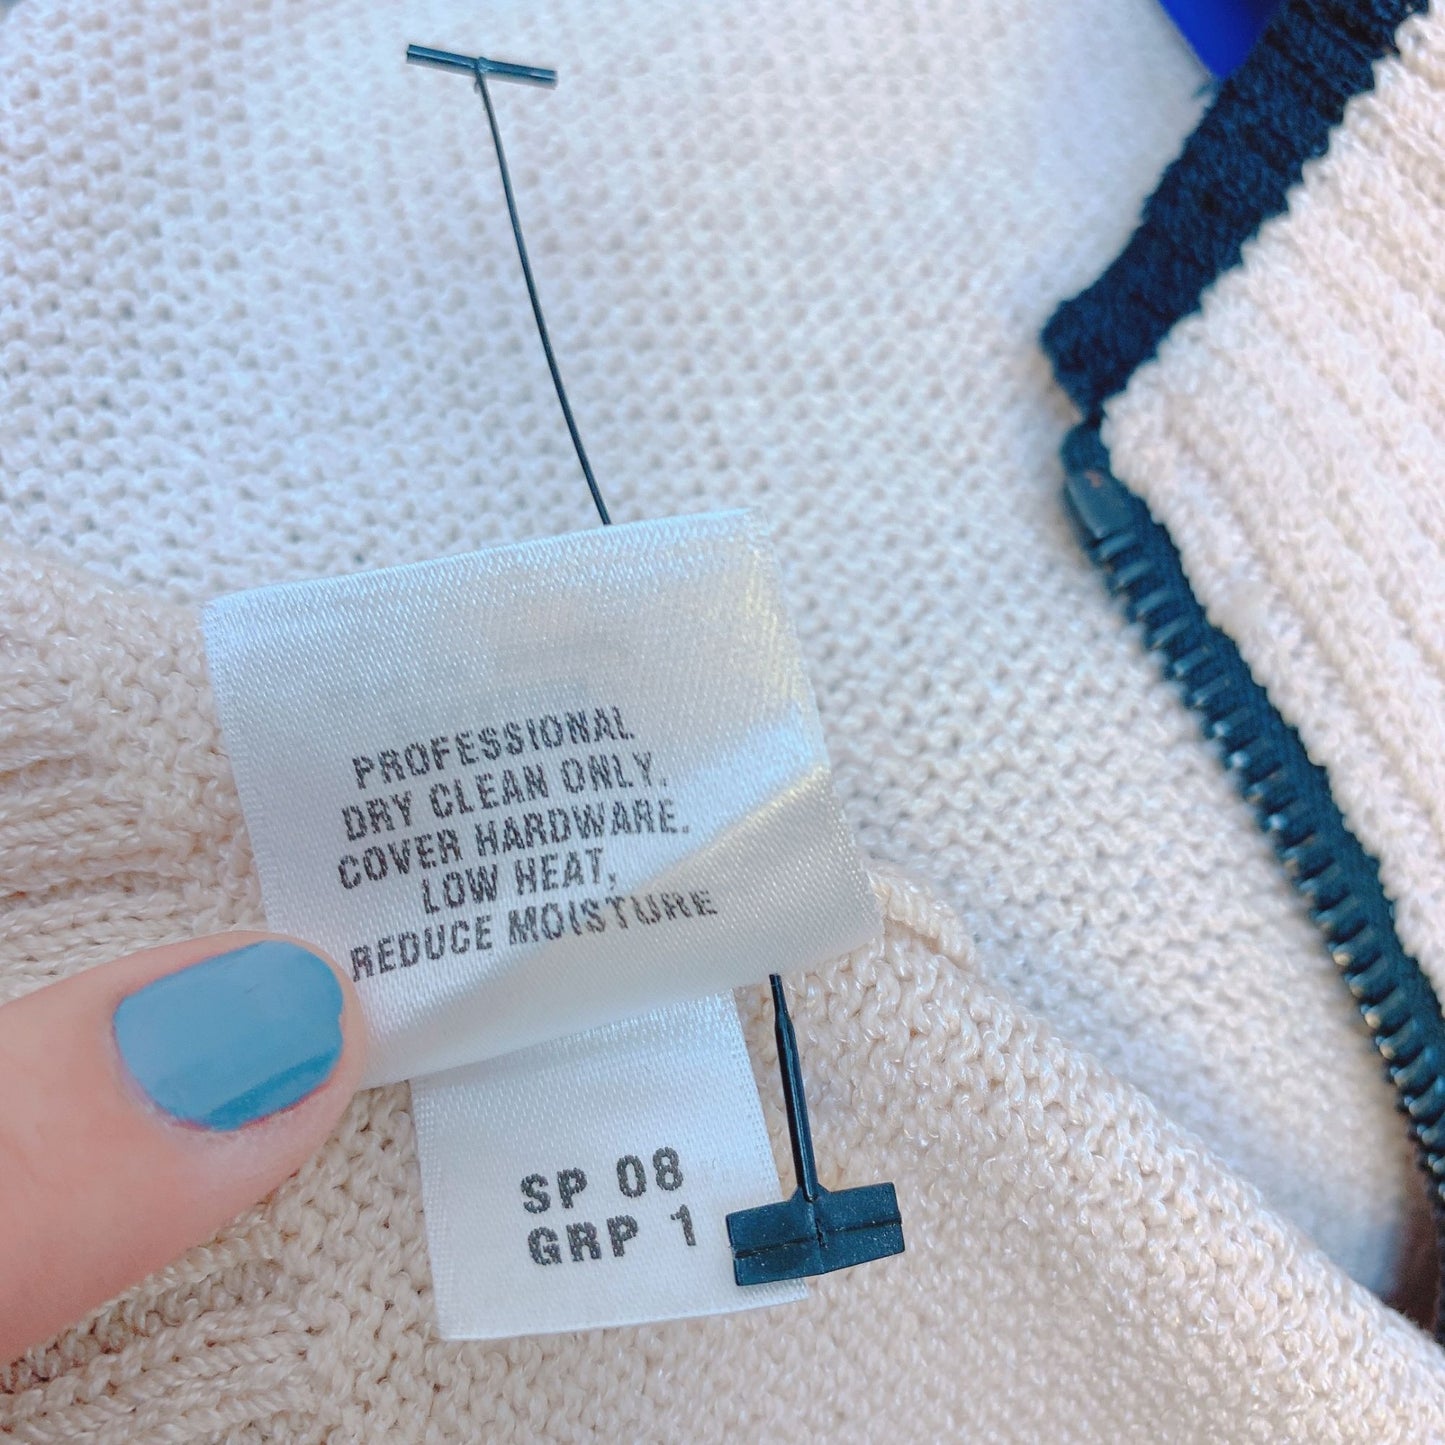 PROFESSIONAL
DRY CLEAN ONLY.
COVER HARDWARE.
LOW HEAT,
REDUCE MOISTURE
SP 08
GRP 1